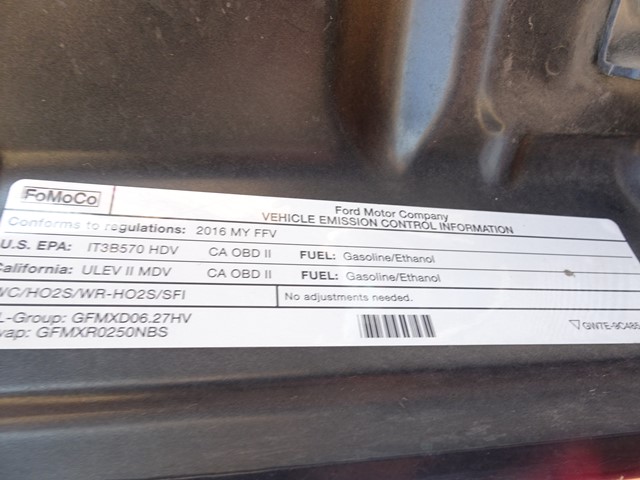 FoMoCo
Ford Motor Company
VEHICLE EMISSION CONTROL INFORMATION
Conforms to regulations: 2016 MY FFV
U.S. EPA: IT3B570 HDV CA OBD II FUEL: Gasoline/Ethanol
California: ULEV II MDV CA OBD II FUEL: Gasoline/Ethanol
WC/HO2S/WR-HO2S/SFI No adjustments needed.
L-Group: GFMXD06.27HV
vap: GFMXR0250NBS
GWTE-9C485